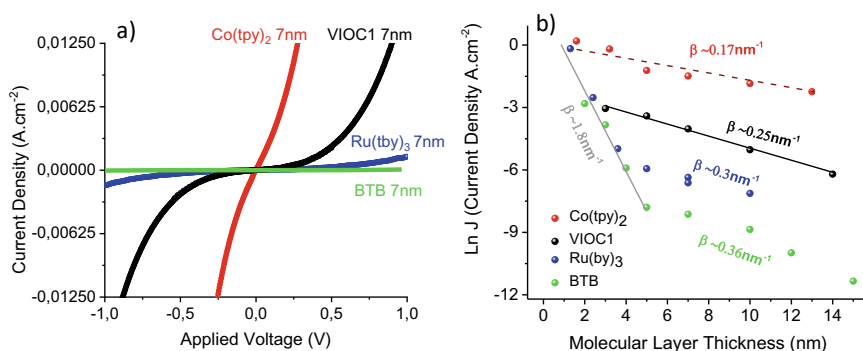 a)
Co(tpy)₂ 7nm
VIOC1 7nm
Ru(tby)₃ 7nm
BTB 7nm
0,01250
0,00625
0,00000
-0,00625
-0,01250
Current Density (A.cm⁻²)
-1,0 -0,5 0,0 0,5 1,0
Applied Voltage (V)
b)
β ~0.17nm⁻¹
β ~0.25nm⁻¹
β ~1.8nm⁻¹
β ~0.3nm⁻¹
β ~0.36nm⁻¹
Co(tpy)₂
VIOC1
Ru(by)₃
BTB
0
-3
-6
-9
-12
Ln J (Current Density A.cm⁻²)
0 2 4 6 8 10 12 14
Molecular Layer Thickness (nm)